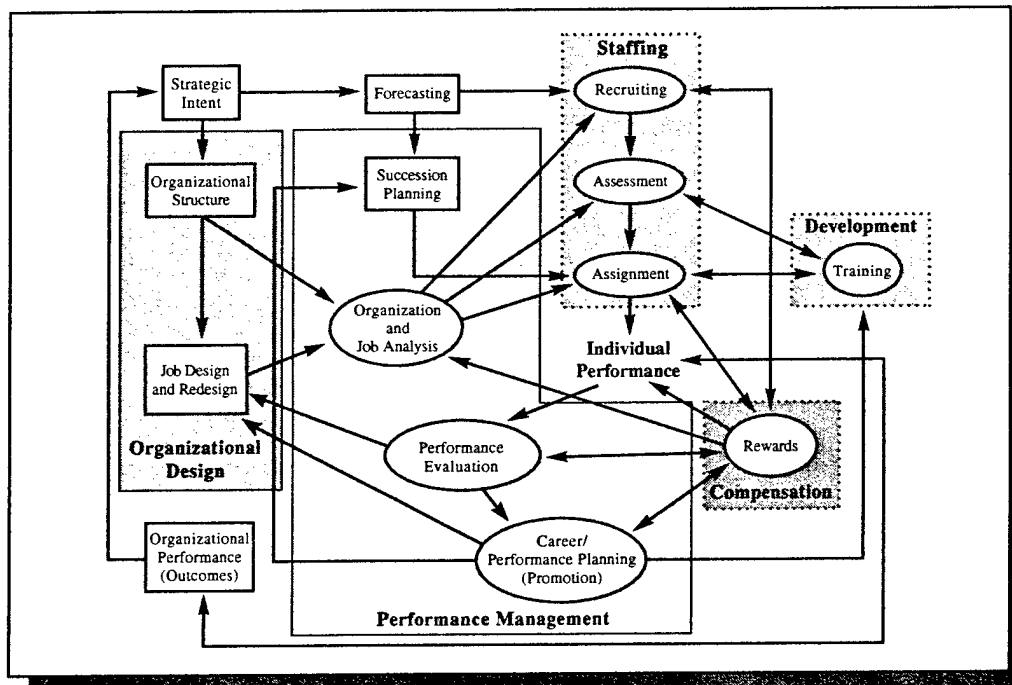 Staffing
Strategic
Intent
Forecasting
Recruiting
Organizational
Structure
Succession
Planning
Assessment
Development
Training
Assignment
Organization
and
Job Analysis
Job Design
and Redesign
Individual
Performance
Organizational
Design
Performance
Evaluation
Rewards
Compensation
Organizational
Performance
(Outcomes)
Career/
Performance Planning
(Promotion)
Performance Management